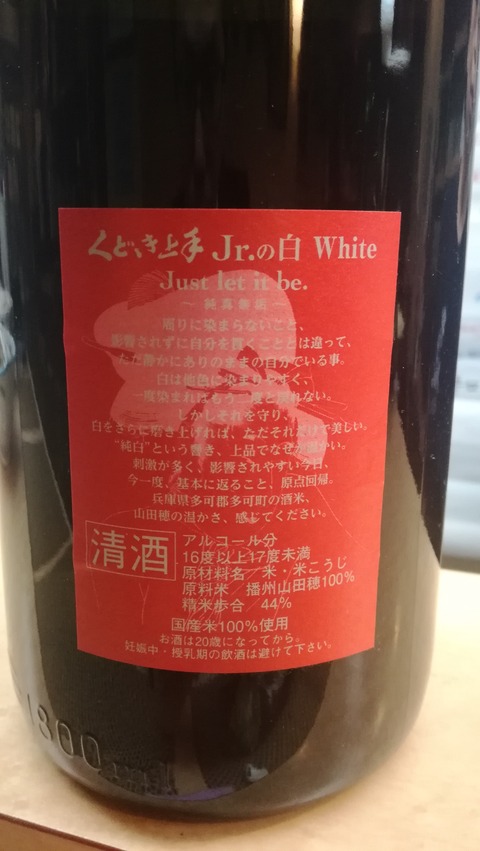 くどき上手 Jr.の白 White
Just let it be.
～ 純真無垢 ～
周りに染まらないこと、
影響されずに自分を貫くこととは違って、
ただ静かにありのままの自分でいる事。
白は他色に染まりやすく、
一度染まればもう二度と戻れない。
しかしそれを守り、
白をさらに磨き上げれば、ただそれだけで美しい。
“純白”という響き、上品でなぜか温かい。
刺激が多く、影響されやすい今日、
今一度、基本に返ること、原点回帰。
兵庫県多可郡多可町の酒米、
山田穂の温かさ、感じてください。
清酒
アルコール分
16度以上17度未満
原材料名／米・米こうじ
原料米／播州山田穂100%
精米歩合／44%
国産米100%使用
お酒は20歳になってから。
妊娠中・授乳期の飲酒は避けて下さい。
1800ml